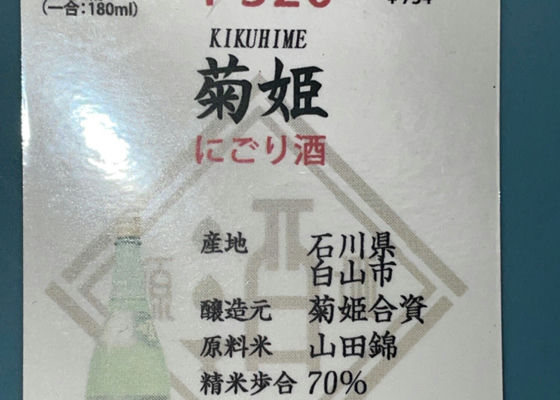 (一合:180ml)
KIKUHIME
菊姫
にごり酒
産地 石川県
白山市
醸造元 菊姫合資
原料米 山田錦
精米歩合 70%